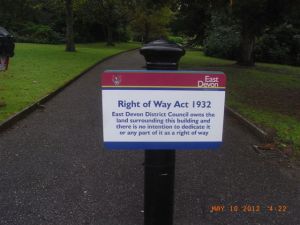 East
Devon
Right of Way Act 1932
East Devon District Council owns the
land surrounding this building and
there is no intention to dedicate it
or any part of it as a right of way
MAY 10 2012 4:22